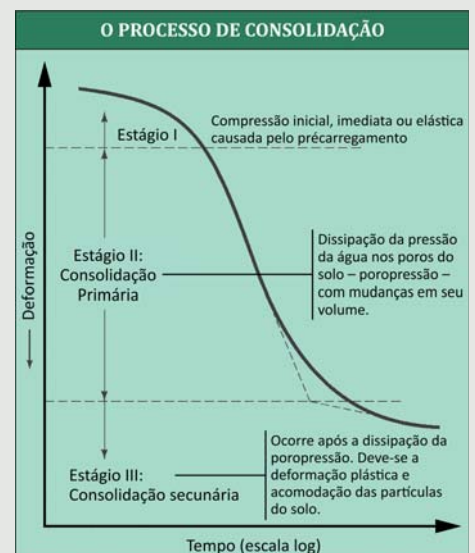 O PROCESSO DE CONSOLIDAÇÃO
Estágio I
Compressão inicial, imediata ou elástica
causada pelo précarregamento
Deformação
Estágio II:
Consolidação
Primária
Dissipação da pressão
da água nos poros do
solo – poropressão –
com mudanças em seu
volume.
Estágio III:
Consolidação secunária
Ocorre após a dissipação da
poropressão. Deve-se a
deformação plástica e
acomodação das partículas
do solo.
Tempo (escala log)